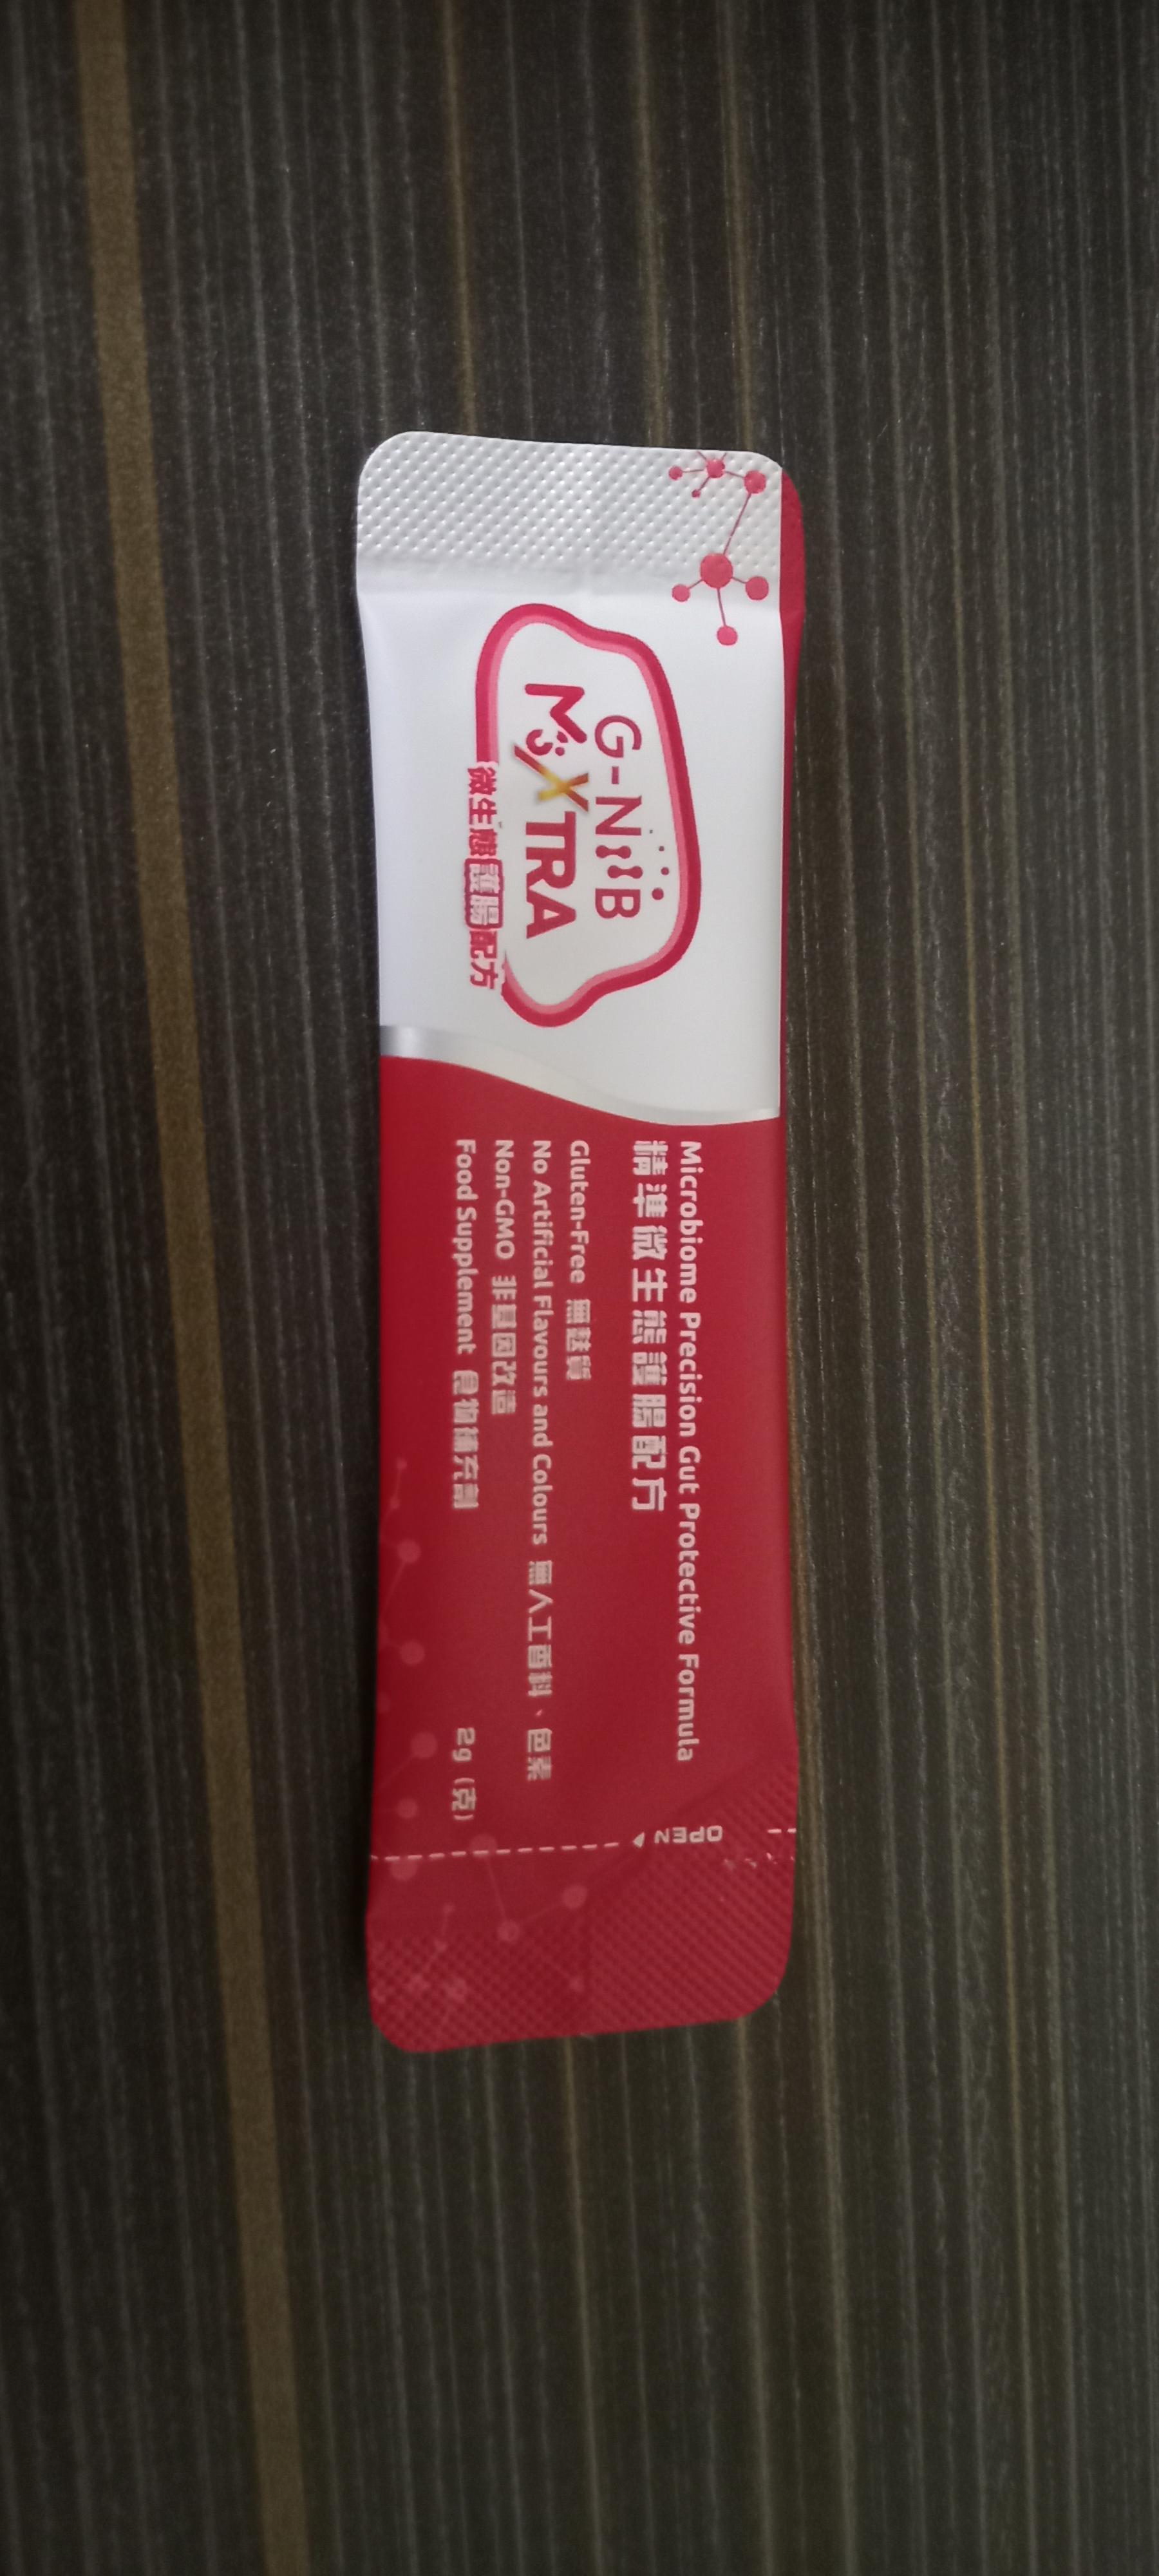 G-NiiB
MyXTRA
微生態護腸配方
Microbiome Precision Gut Protective Formula
精準微生態護腸配方
Gluten-Free 無麩質
No Artificial Flavours and Colours 無人工香料、色素
Non-GMO 非基因改造
Food Supplement 食物補充劑
2g (克)
OPEN